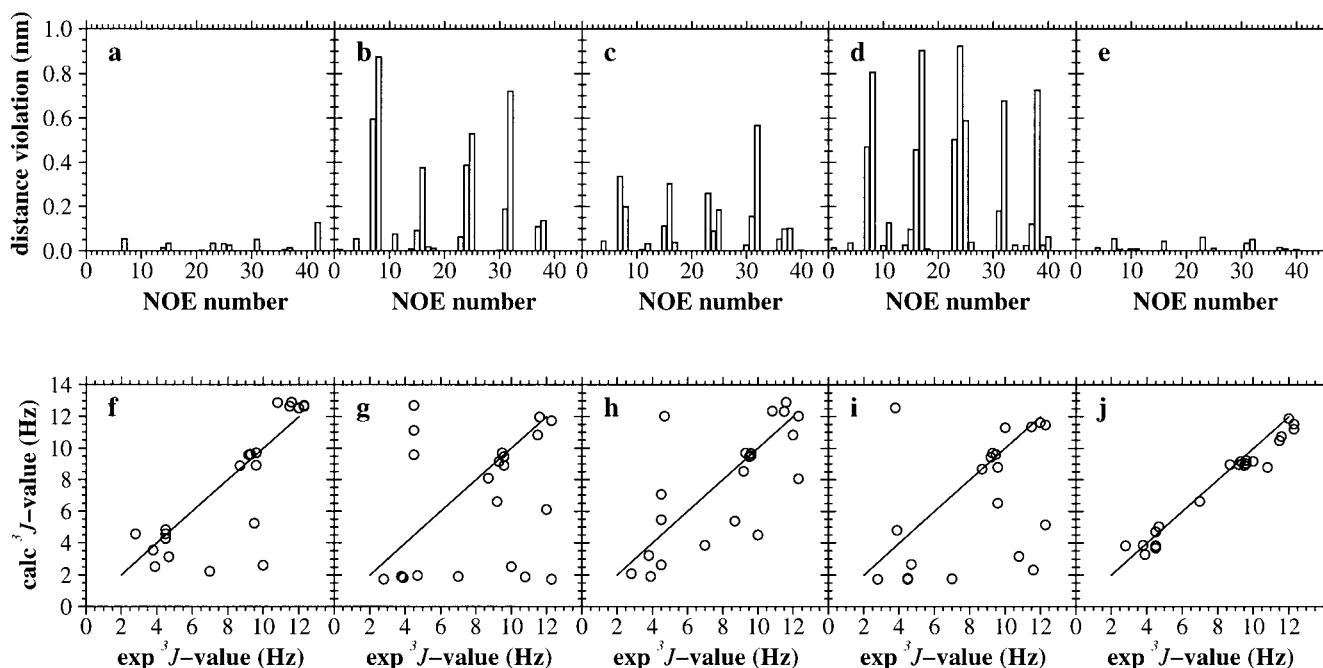 distance violation (nm)
1.0
0.8
0.6
0.4
0.2
0.0
a
b
c
d
e
0 10 20 30 40
0 10 20 30 40
0 10 20 30 40
0 10 20 30 40
0 10 20 30 40
NOE number
NOE number
NOE number
NOE number
NOE number
calc ³J–value (Hz)
14
12
10
8
6
4
2
0
f
g
h
i
j
0 2 4 6 8 10 12
0 2 4 6 8 10 12
0 2 4 6 8 10 12
0 2 4 6 8 10 12
0 2 4 6 8 10 12
exp ³J–value (Hz)
exp ³J–value (Hz)
exp ³J–value (Hz)
exp ³J–value (Hz)
exp ³J–value (Hz)